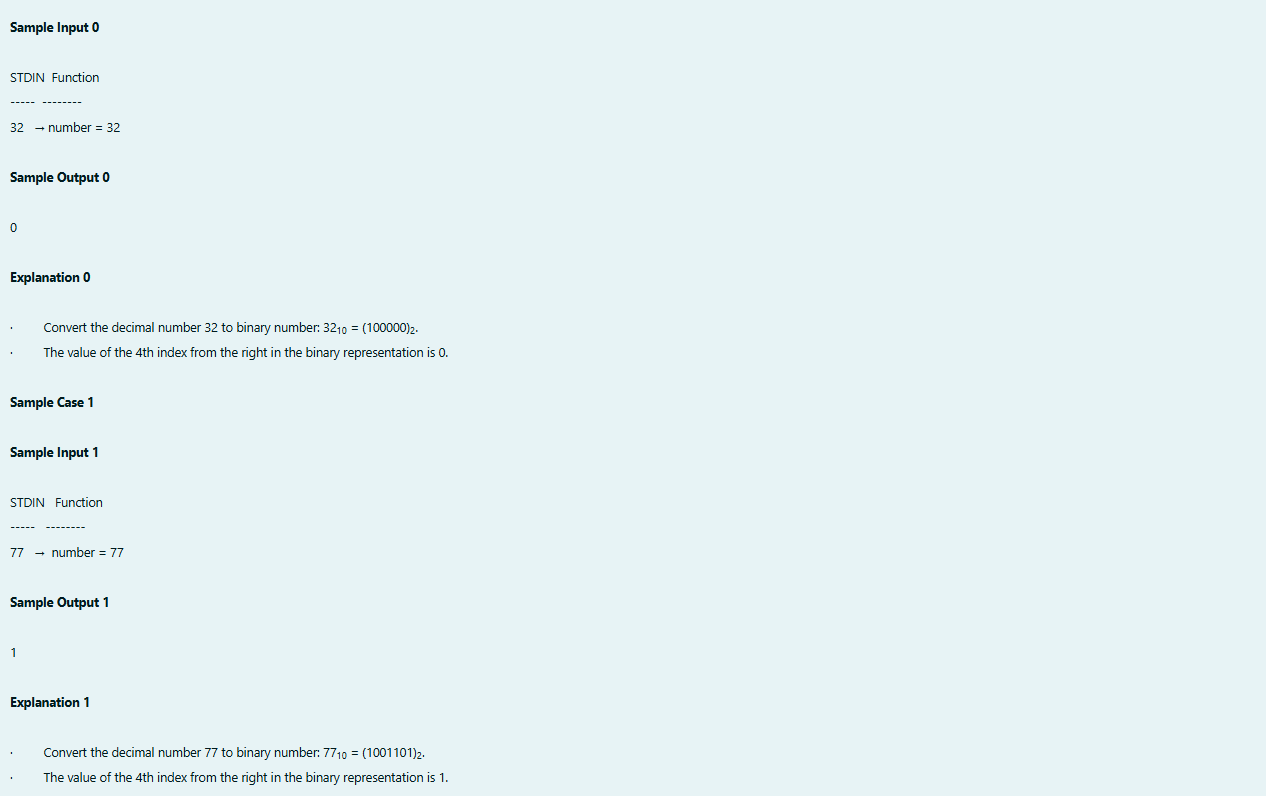 Sample Input 0
STDIN Function
----- --------
32 → number = 32
Sample Output 0
0
Explanation 0
· Convert the decimal number 32 to binary number: 32₁₀ = (100000)₂.
· The value of the 4th index from the right in the binary representation is 0.
Sample Case 1
Sample Input 1
STDIN Function
----- --------
77 → number = 77
Sample Output 1
1
Explanation 1
· Convert the decimal number 77 to binary number: 77₁₀ = (1001101)₂.
· The value of the 4th index from the right in the binary representation is 1.